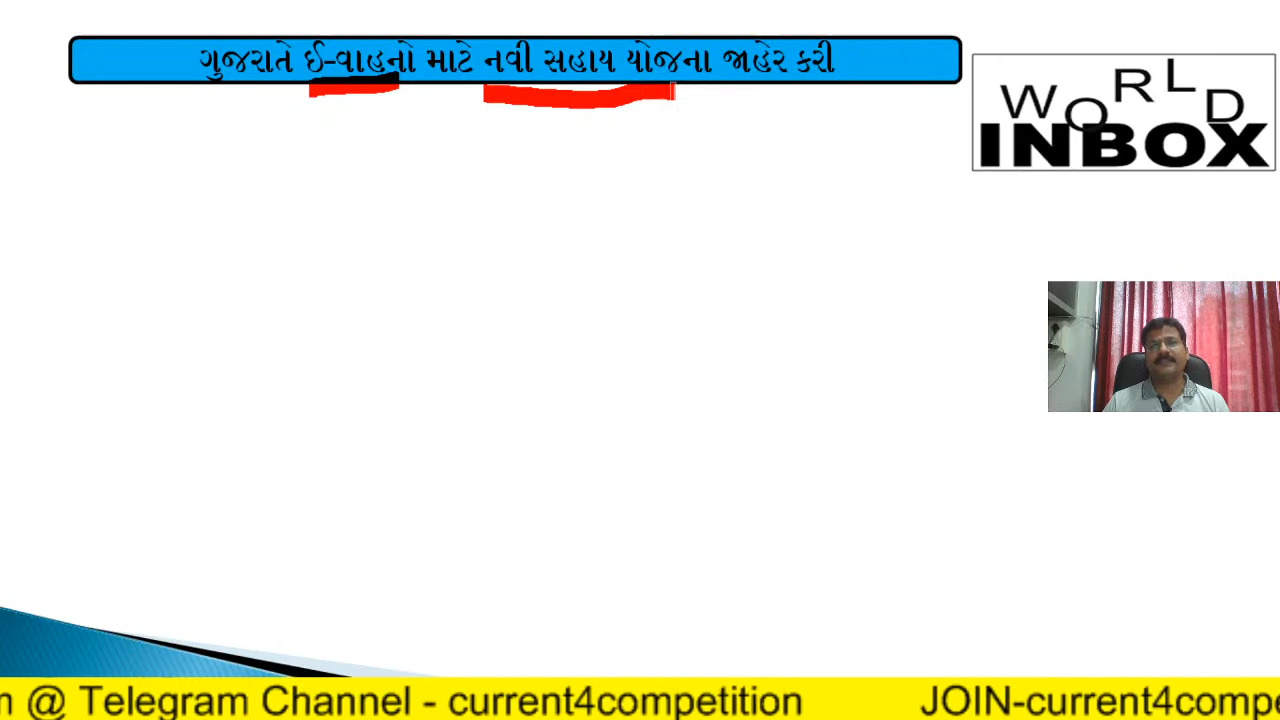 ગુજરાતે ઈ-વાહનો માટે નવી સહાય યોજના જાહેર કરી
WORLD
INBOX
m @ Telegram Channel - current4competition JOIN-current4compe